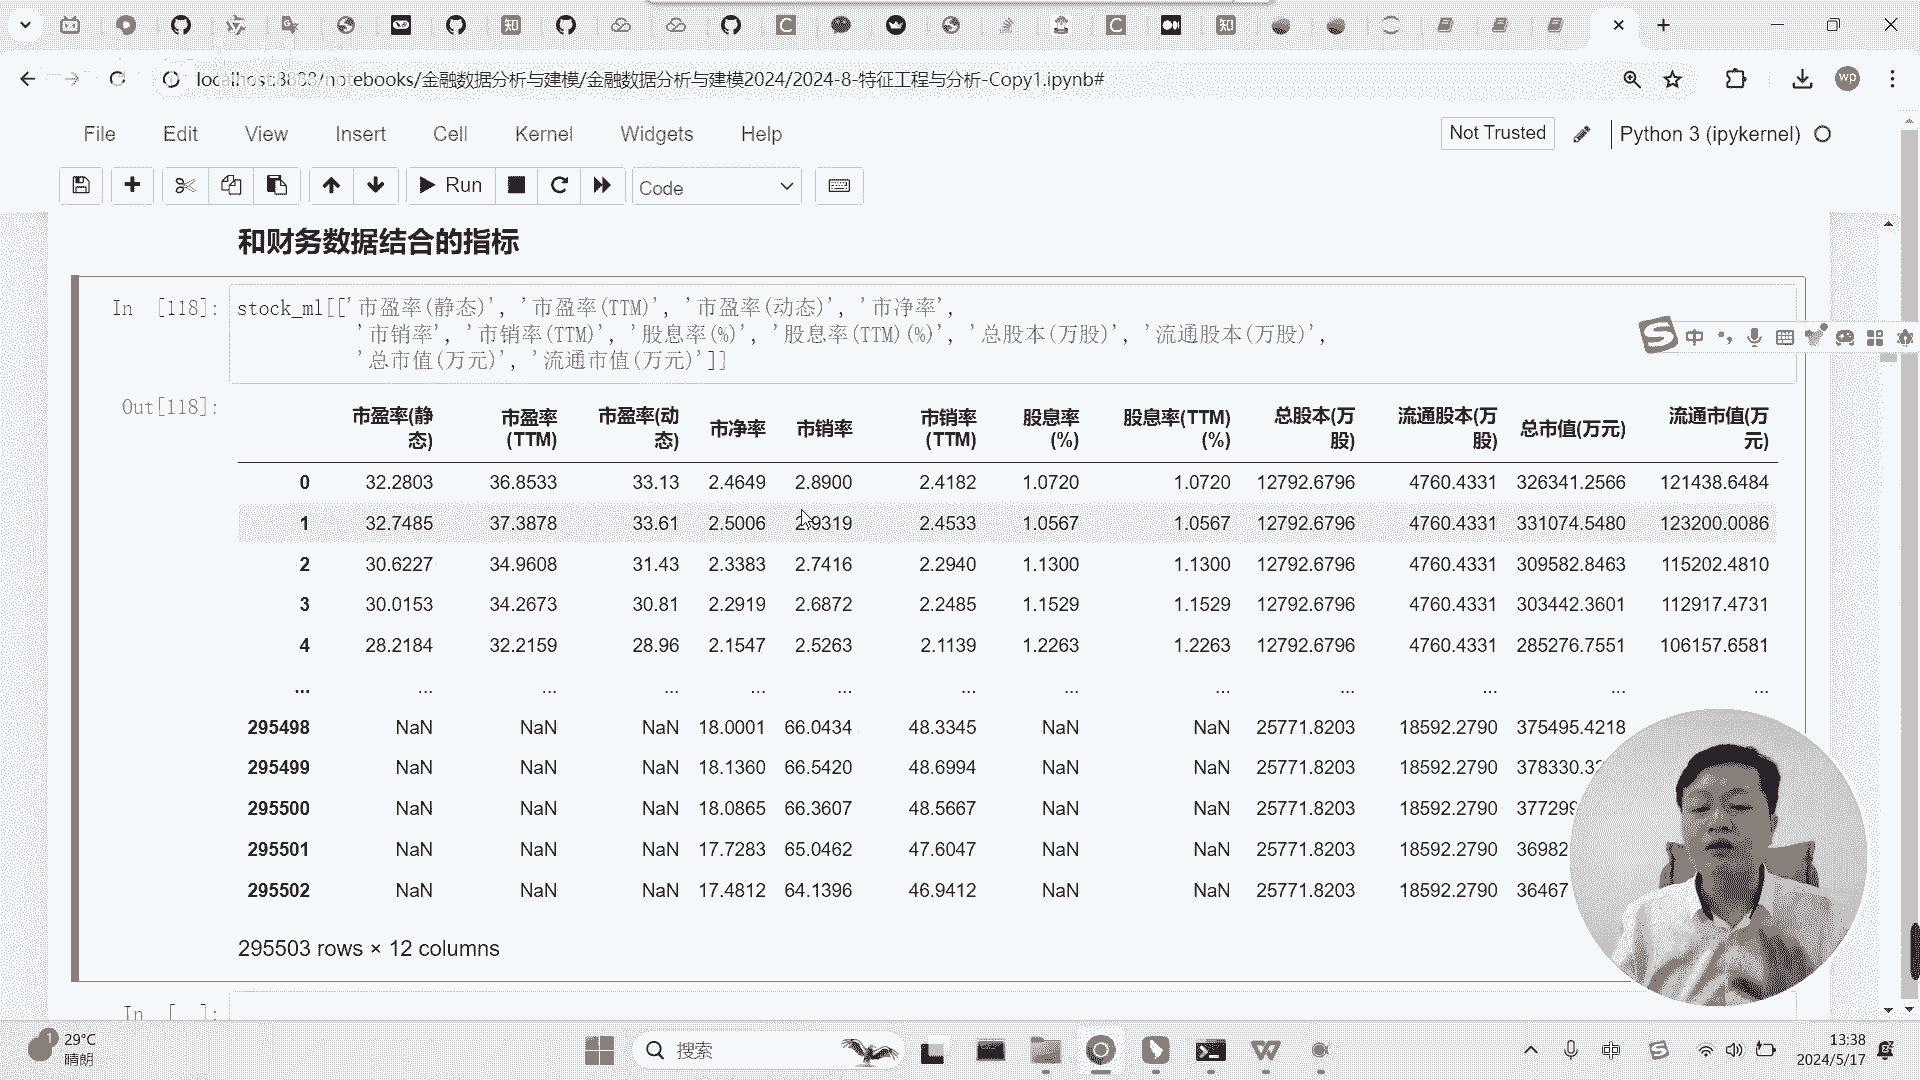 localhost:8888/notebooks/金融数据分析与建模/金融数据分析与建模2024/2024-8-特征工程与分析-Copy1.ipynb#
wp
File Edit View Insert Cell Kernel Widgets Help
Not Trusted
Python 3 (ipykernel)
Run
Code
和财务数据结合的指标
In [118]:
stock_ml[['市盈率(静态)', '市盈率(TTM)', '市盈率(动态)', '市净率',
'市销率', '市销率(TTM)', '股息率(%)', '股息率(TTM)(%)', '总股本(万股)', '流通股本(万股)',
'总市值(万元)', '流通市值(万元)']]
中
Out[118]:
市盈率(静态) 市盈率(TTM) 市盈率(动态) 市净率 市销率 市销率(TTM) 股息率(%) 股息率(TTM)(%) 总股本(万股) 流通股本(万股) 总市值(万元) 流通市值(万元)
0 32.2803 36.8533 33.13 2.4649 2.8900 2.4182 1.0720 1.0720 12792.6796 4760.4331 326341.2566 121438.6484
1 32.7485 37.3878 33.61 2.5006 2.9319 2.4533 1.0567 1.0567 12792.6796 4760.4331 331074.5480 123200.0086
2 30.6227 34.9608 31.43 2.3383 2.7416 2.2940 1.1300 1.1300 12792.6796 4760.4331 309582.8463 115202.4810
3 30.0153 34.2673 30.81 2.2919 2.6872 2.2485 1.1529 1.1529 12792.6796 4760.4331 303442.3601 112917.4731
4 28.2184 32.2159 28.96 2.1547 2.5263 2.1139 1.2263 1.2263 12792.6796 4760.4331 285276.7551 106157.6581
... ... ... ... ... ... ... ... ... ... ... ... ...
295498 NaN NaN NaN 18.0001 66.0434 48.3345 NaN NaN 25771.8203 18592.2790 375495.4218
295499 NaN NaN NaN 18.1360 66.5420 48.6994 NaN NaN 25771.8203 18592.2790
295500 NaN NaN NaN 18.0865 66.3607 48.5667 NaN NaN 25771.8203 18592.2790 377299
295501 NaN NaN NaN 17.7283 65.0462 47.6047 NaN NaN 25771.8203 18592.2790 36982
295502 NaN NaN NaN 17.4812 64.1396 46.9412 NaN NaN 25771.8203 18592.2790 36467
295503 rows × 12 columns
In [ ]:
1
29°C
晴朗
搜索
中
13:38
2024/5/17